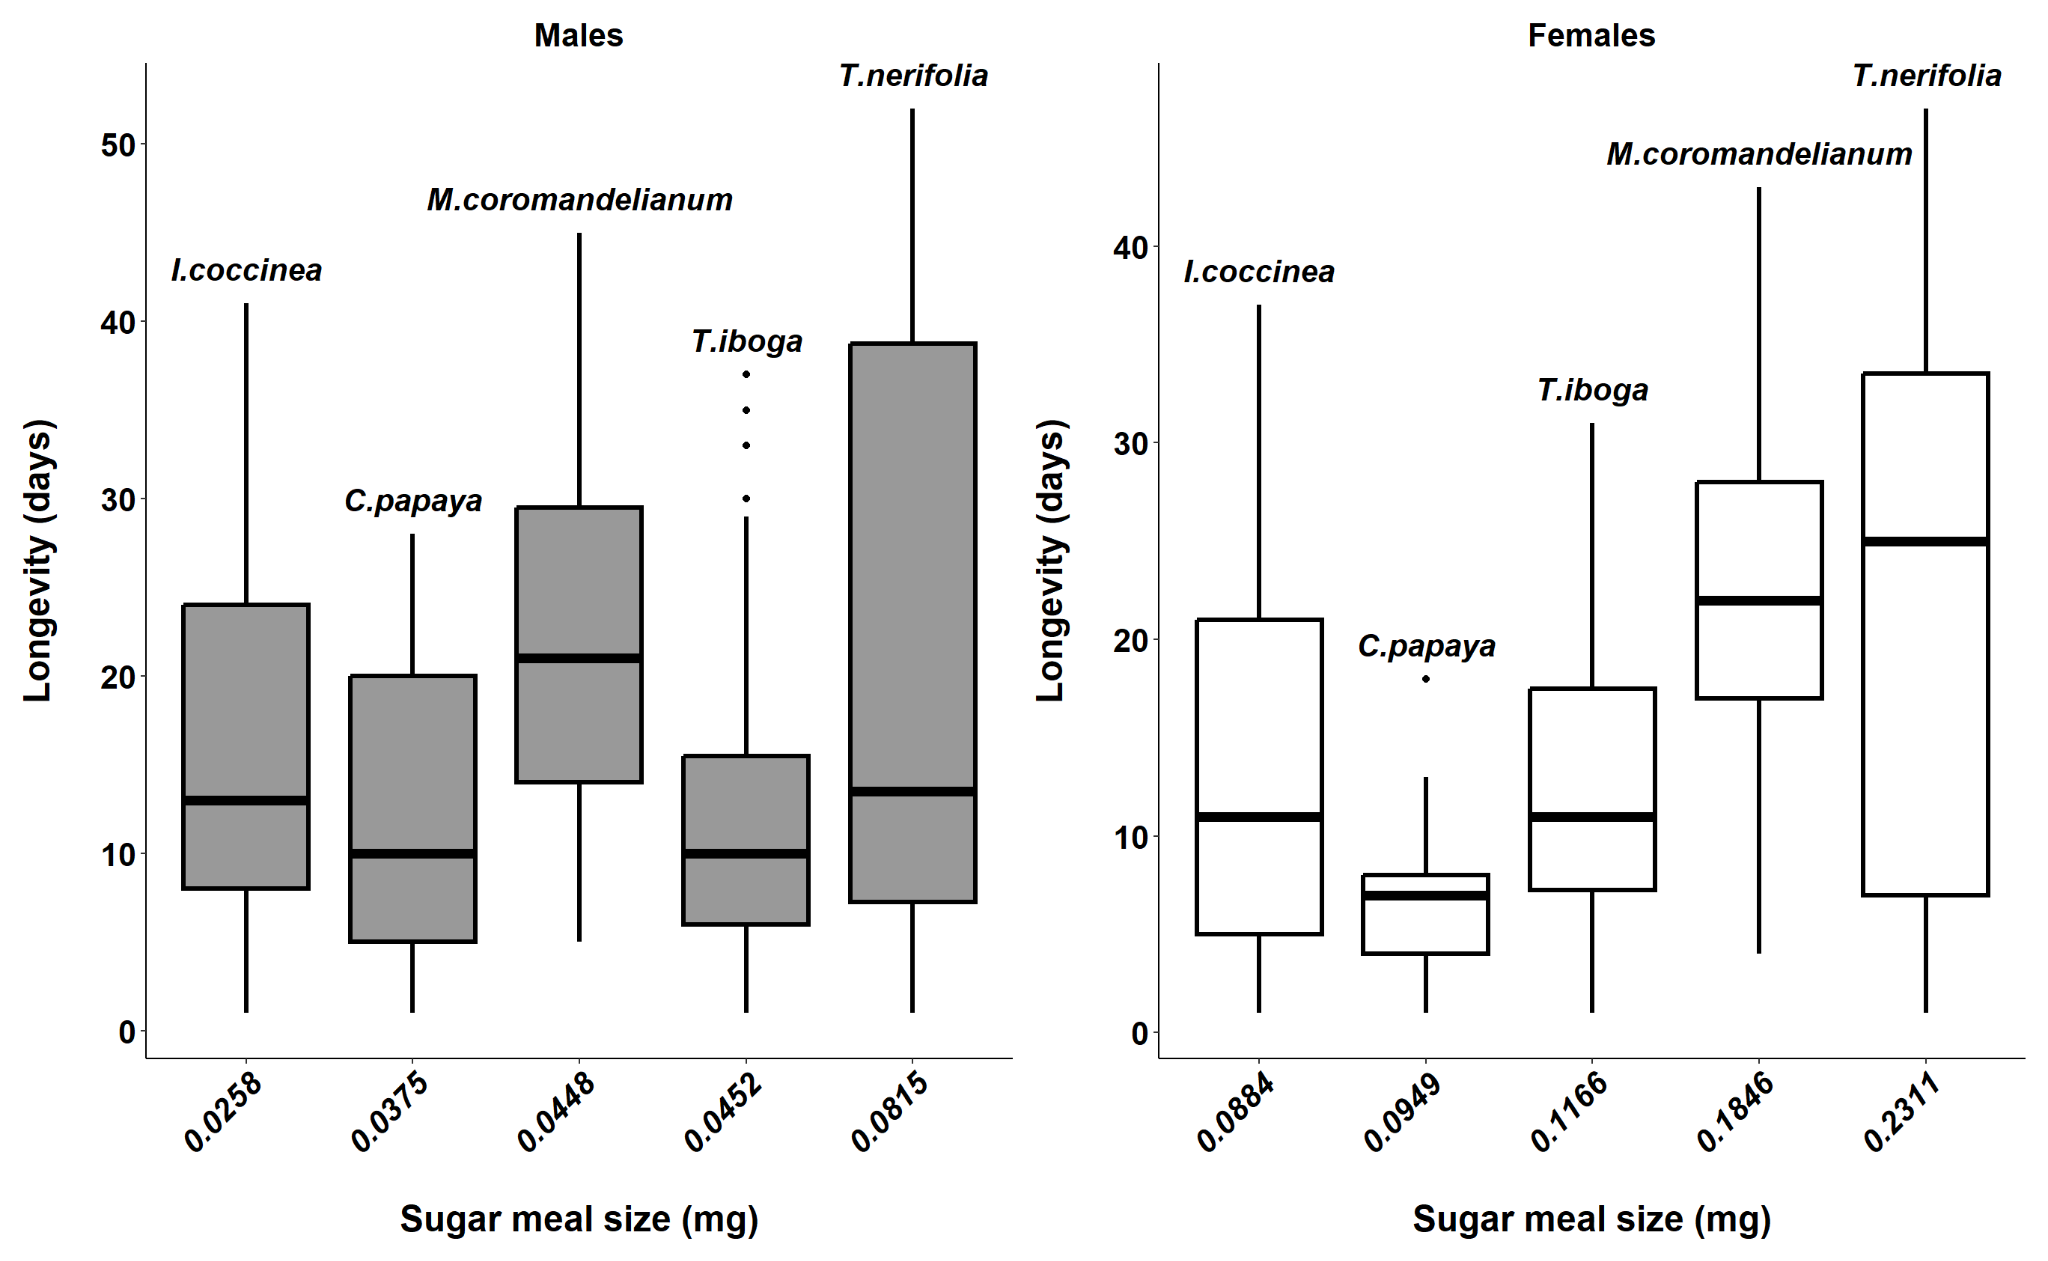 Males
T.nerifolia
M.coromandelianum
I.coccinea
T.iboga
C.papaya
Longevity (days)
50
40
30
20
10
0
0.0258
0.0375
0.0448
0.0452
0.0815
Sugar meal size (mg)
Females
T.nerifolia
M.coromandelianum
I.coccinea
T.iboga
C.papaya
Longevity (days)
40
30
20
10
0
0.0884
0.0949
0.1166
0.1846
0.2311
Sugar meal size (mg)